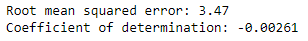 Root mean squared error: 3.47
Coefficient of determination: -0.00261